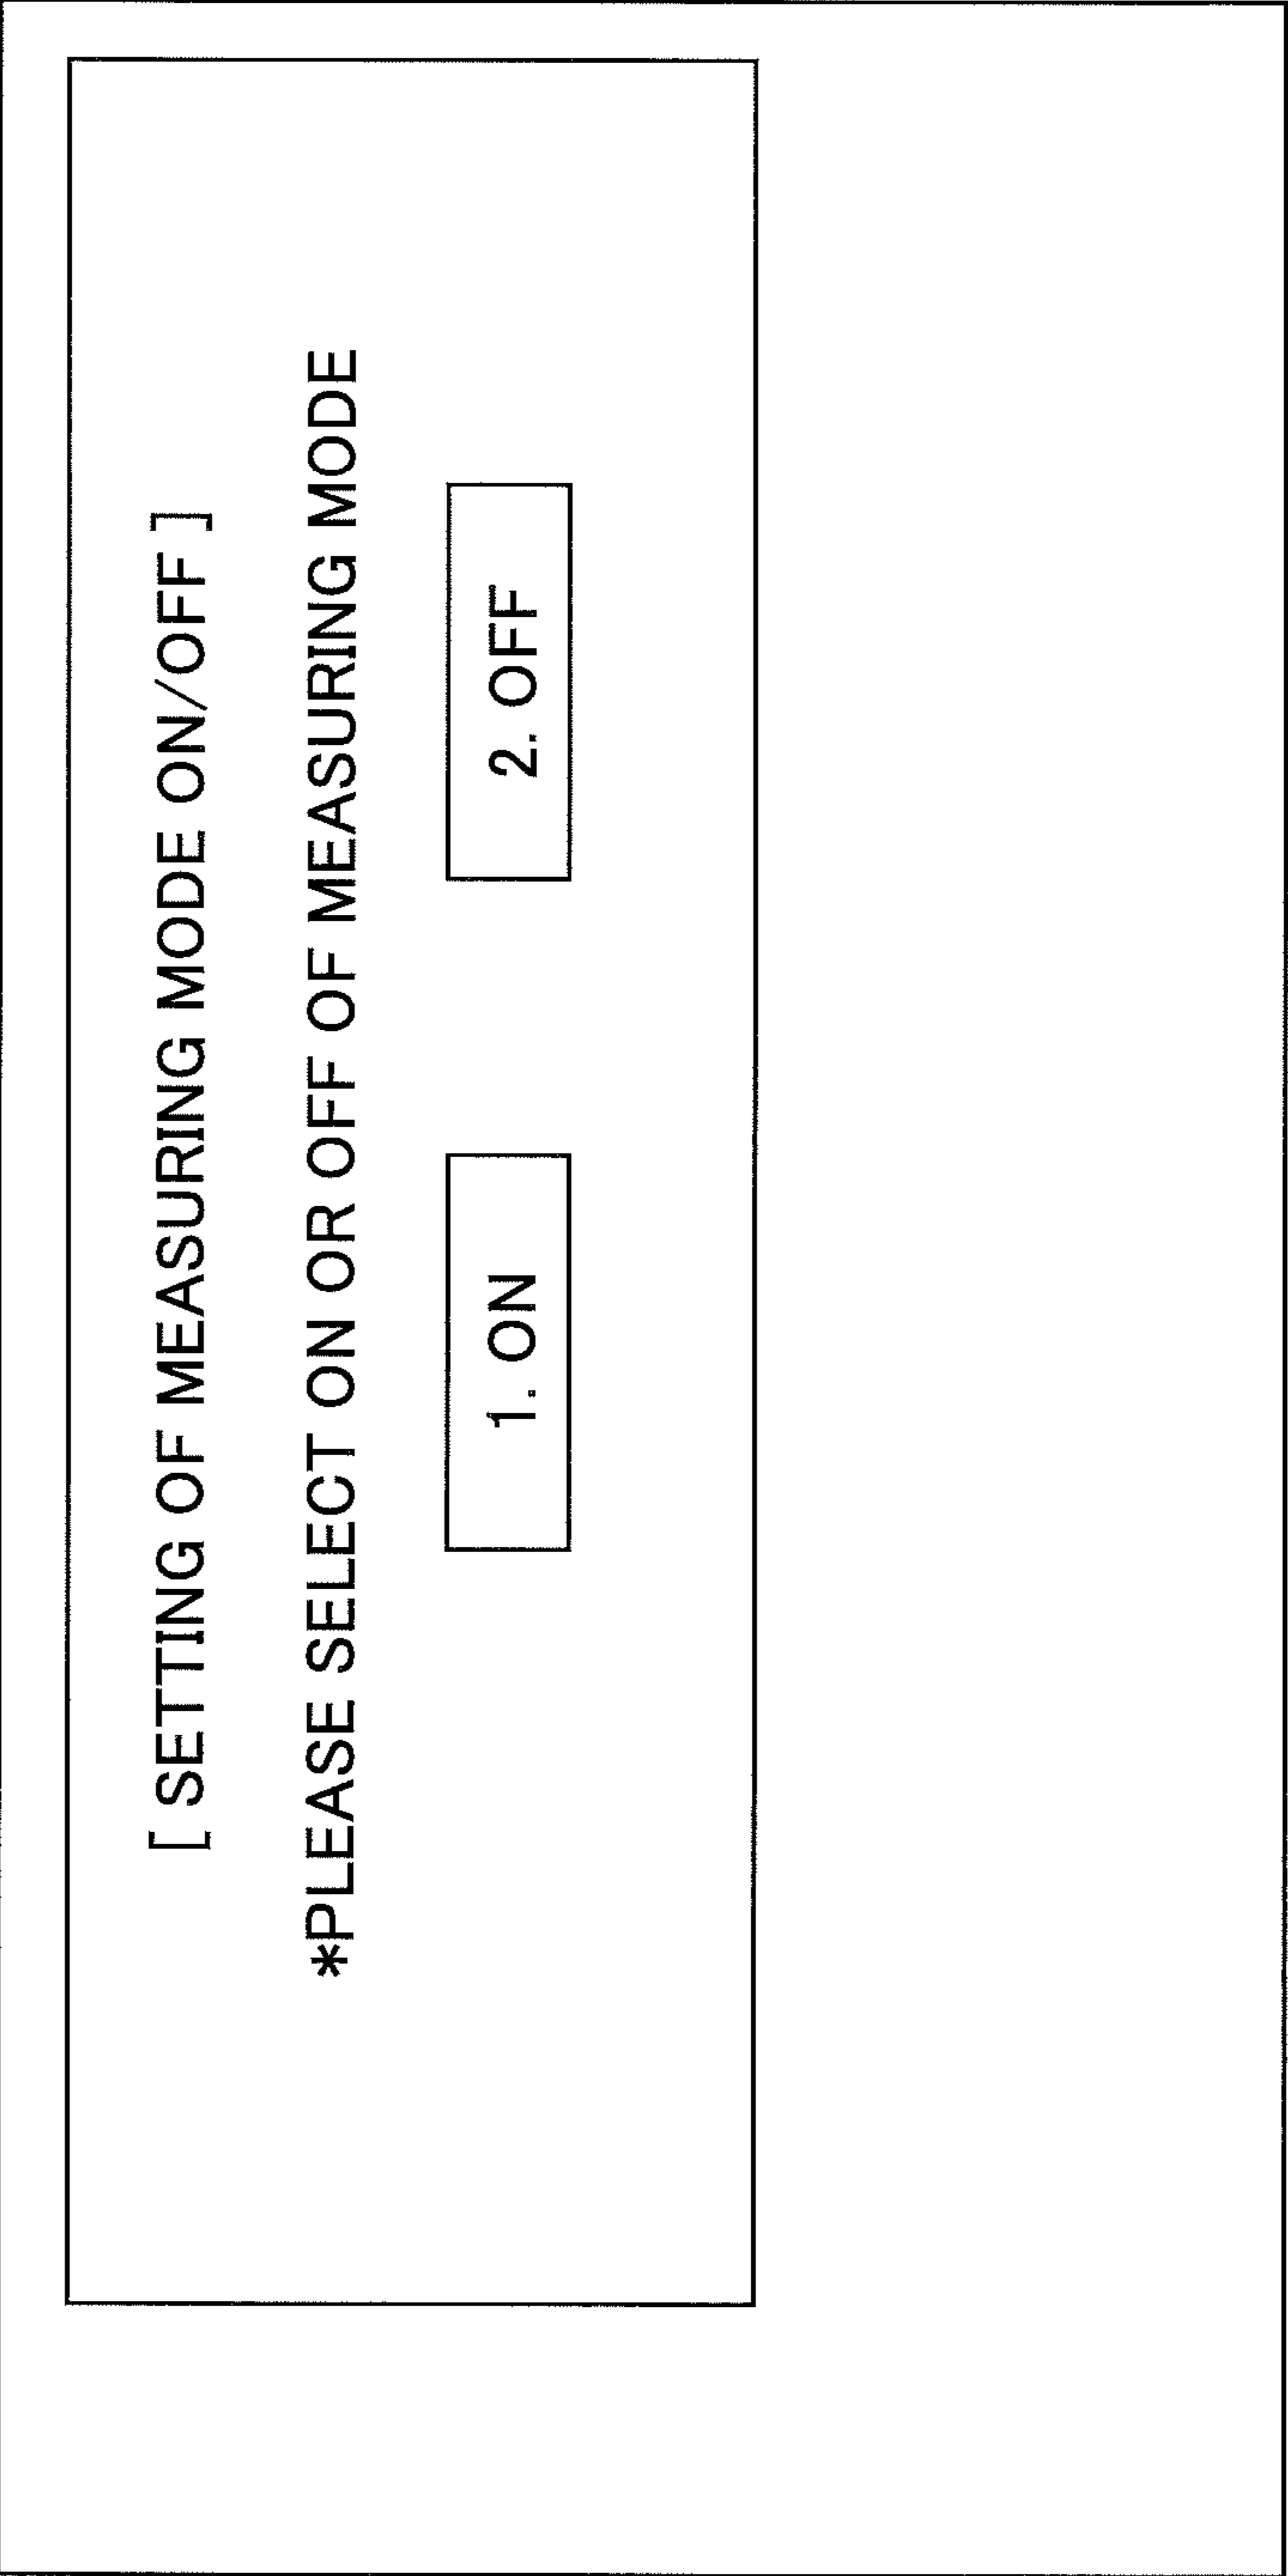 [ SETTING OF MEASURING MODE ON/OFF ]
*PLEASE SELECT ON OR OFF OF MEASURING MODE
1. ON
2. OFF